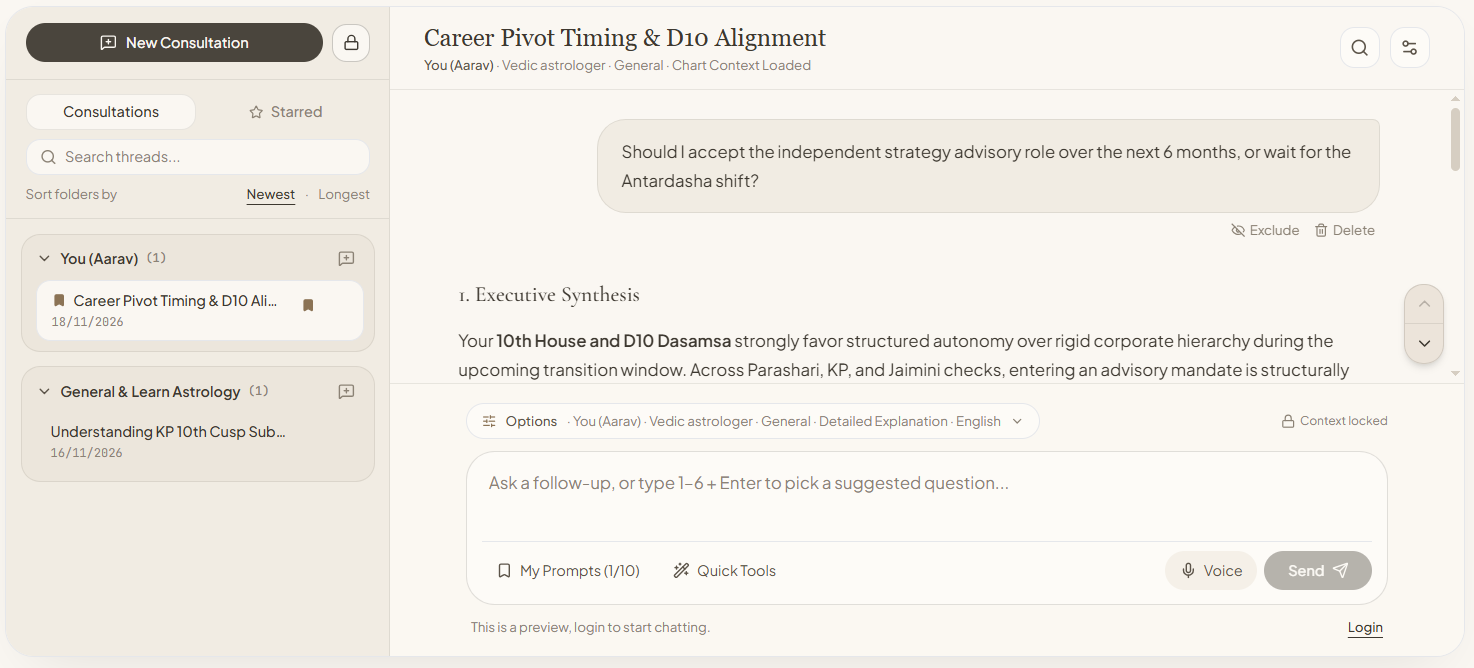 New Consultation
Consultations
Starred
Search threads...
Sort folders by
Newest · Longest
You (Aarav) (1)
Career Pivot Timing & D10 Ali...
18/11/2026
General & Learn Astrology (1)
Understanding KP 10th Cusp Sub...
16/11/2026
Career Pivot Timing & D10 Alignment
You (Aarav) · Vedic astrologer · General · Chart Context Loaded
Should I accept the independent strategy advisory role over the next 6 months, or wait for the
Antardasha shift?
Exclude
Delete
1. Executive Synthesis
Your 10th House and D10 Dasamsa strongly favor structured autonomy over rigid corporate hierarchy during the
upcoming transition window. Across Parashari, KP, and Jaimini checks, entering an advisory mandate is structurally
Options · You (Aarav) · Vedic astrologer · General · Detailed Explanation · English
Context locked
Ask a follow-up, or type 1–6 + Enter to pick a suggested question...
My Prompts (1/10)
Quick Tools
Voice
Send
This is a preview, login to start chatting.
Login